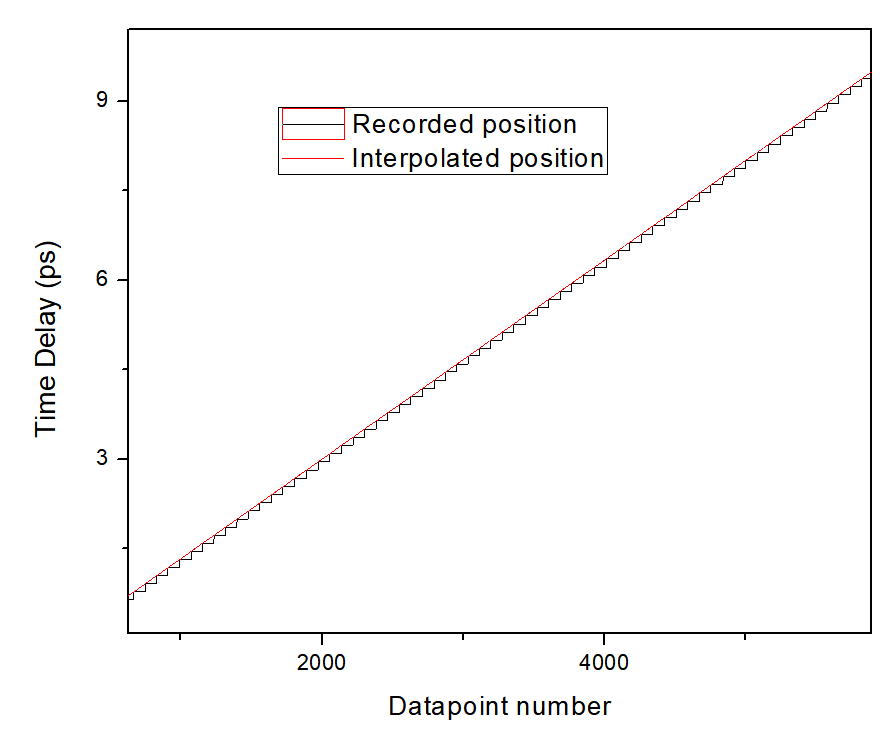 9
Recorded position
Interpolated position
6
Time Delay (ps)
3
2000 4000
Datapoint number